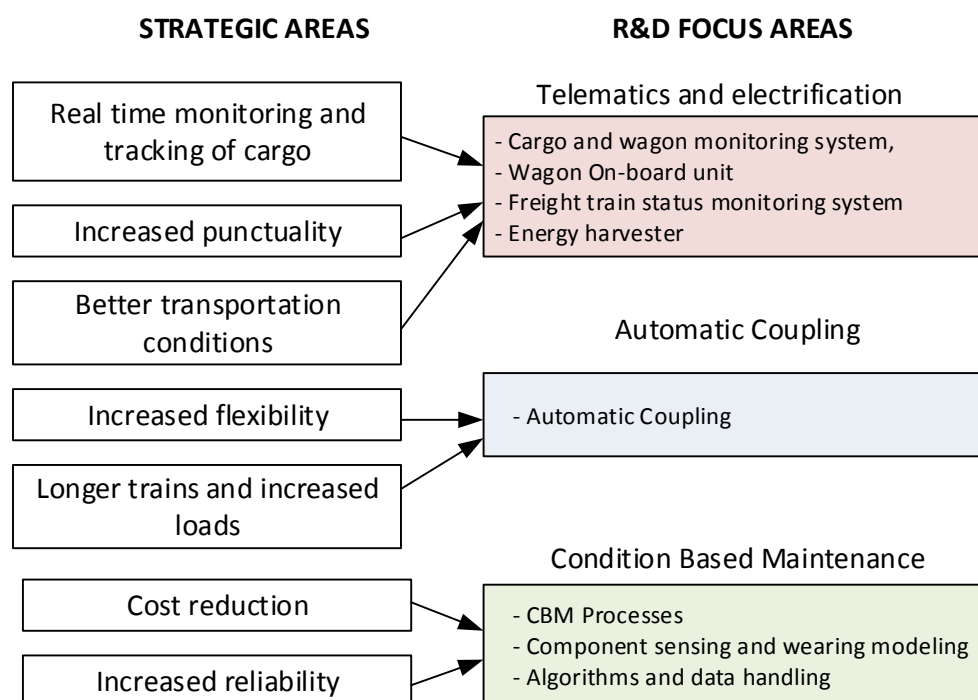 STRATEGIC AREAS
R&D FOCUS AREAS
Real time monitoring and
tracking of cargo
Increased punctuality
Better transportation
conditions
Increased flexibility
Longer trains and increased
loads
Cost reduction
Increased reliability
Telematics and electrification
- Cargo and wagon monitoring system,
- Wagon On-board unit
- Freight train status monitoring system
- Energy harvester
Automatic Coupling
- Automatic Coupling
Condition Based Maintenance
- CBM Processes
- Component sensing and wearing modeling
- Algorithms and data handling